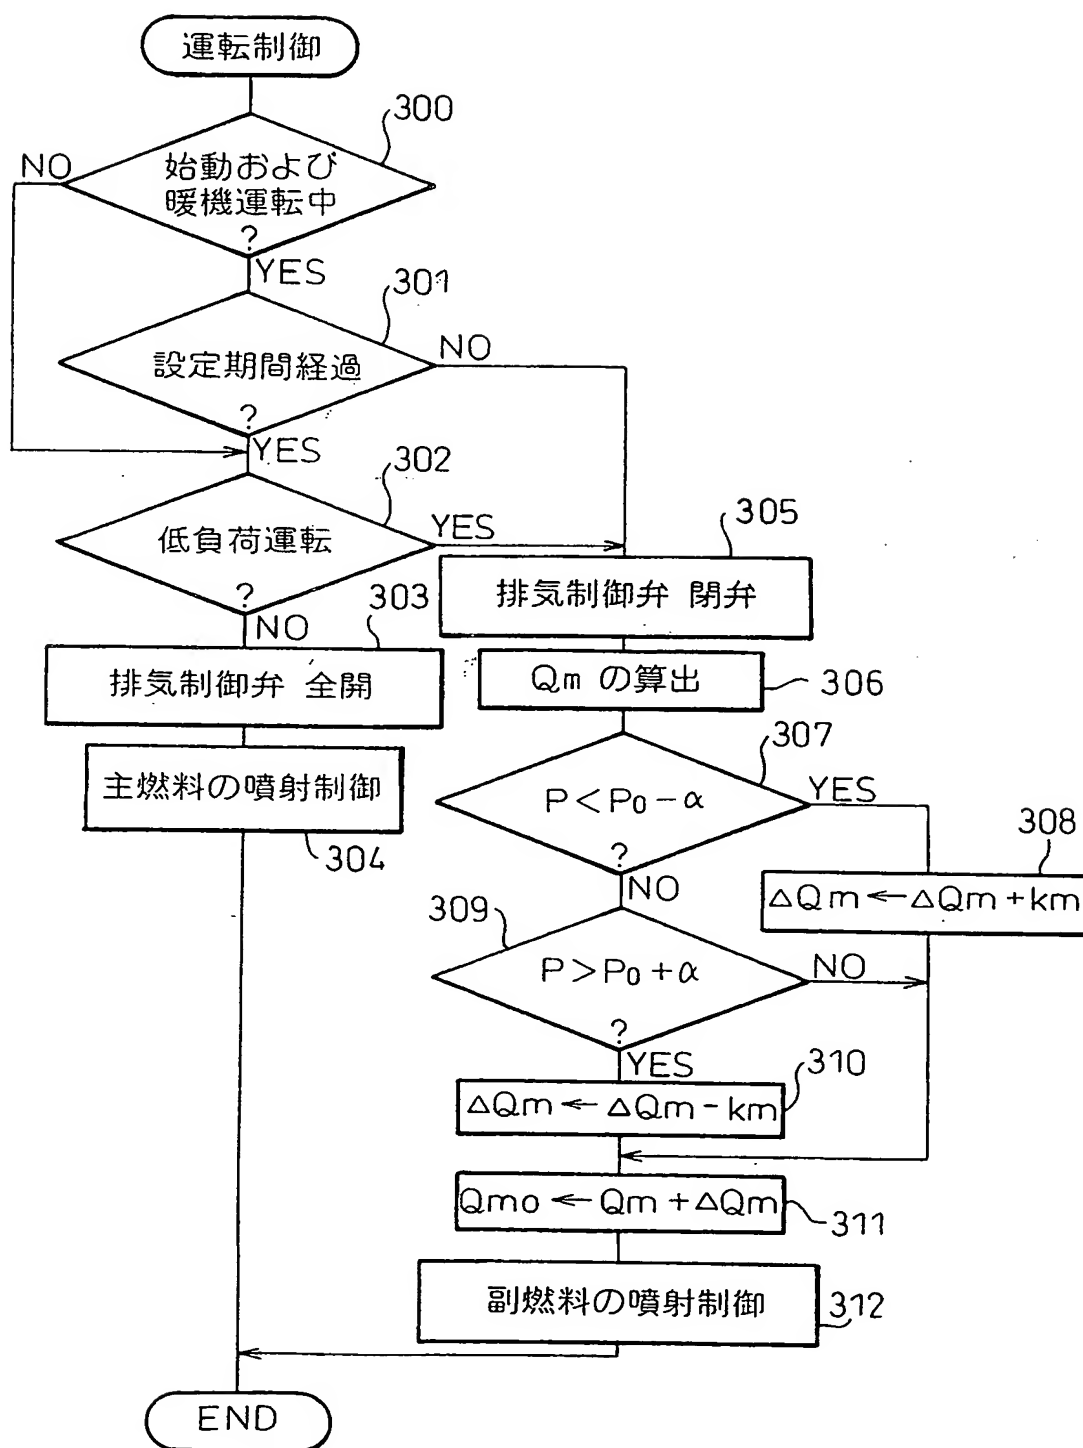 運転制御
300
NO
始動および
暖機運転中
?
YES
301
NO
設定期間経過
?
YES
302
YES
低負荷運転
?
NO
303
305
排気制御弁 閉弁
排気制御弁 全開
Qm の算出
306
主燃料の噴射制御
304
307
P<P0-α
YES
?
NO
308
ΔQm←ΔQm+km
309
P>P0+α
NO
?
YES
310
ΔQm←ΔQm-km
Qmo←Qm+ΔQm
311
副燃料の噴射制御
312
END